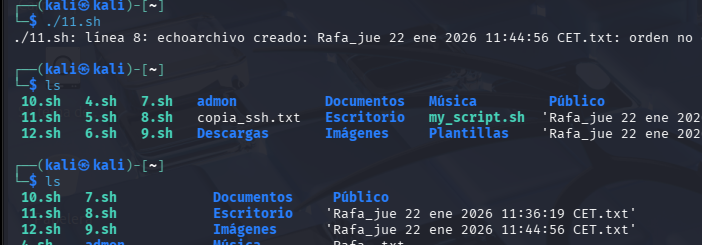 ┌──(kali㉿kali)-[~]
└─$ ./11.sh
./11.sh: línea 8: echoarchivo creado: Rafa_jue 22 ene 2026 11:44:56 CET.txt: orden no
┌──(kali㉿kali)-[~]
└─$ ls
10.sh 4.sh 7.sh admon Documentos Música Público
11.sh 5.sh 8.sh copia_ssh.txt Escritorio my_script.sh 'Rafa_jue 22 ene 202
12.sh 6.sh 9.sh Descargas Imágenes Plantillas 'Rafa_jue 22 ene 202
┌──(kali㉿kali)-[~]
└─$ ls
10.sh 7.sh Documentos Público
11.sh 8.sh Escritorio 'Rafa_jue 22 ene 2026 11:36:19 CET.txt'
12.sh 9.sh Imágenes 'Rafa_jue 22 ene 2026 11:44:56 CET.txt'
4.sh admon Música Rafa_.txt